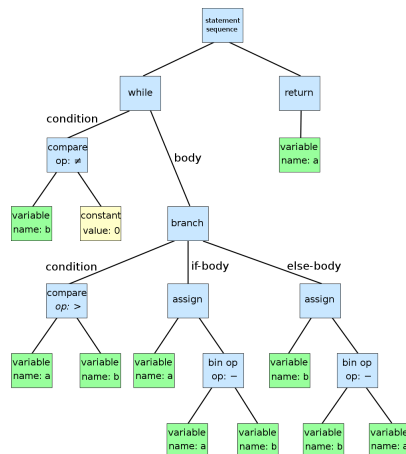 statement
sequence
while
return
condition
compare
op: ≠
body
variable
name: a
variable
name: b
constant
value: 0
branch
condition
if-body
else-body
compare
op: >
assign
assign
variable
name: a
variable
name: b
variable
name: a
bin op
op: −
variable
name: b
bin op
op: −
variable
name: a
variable
name: b
variable
name: b
variable
name: a